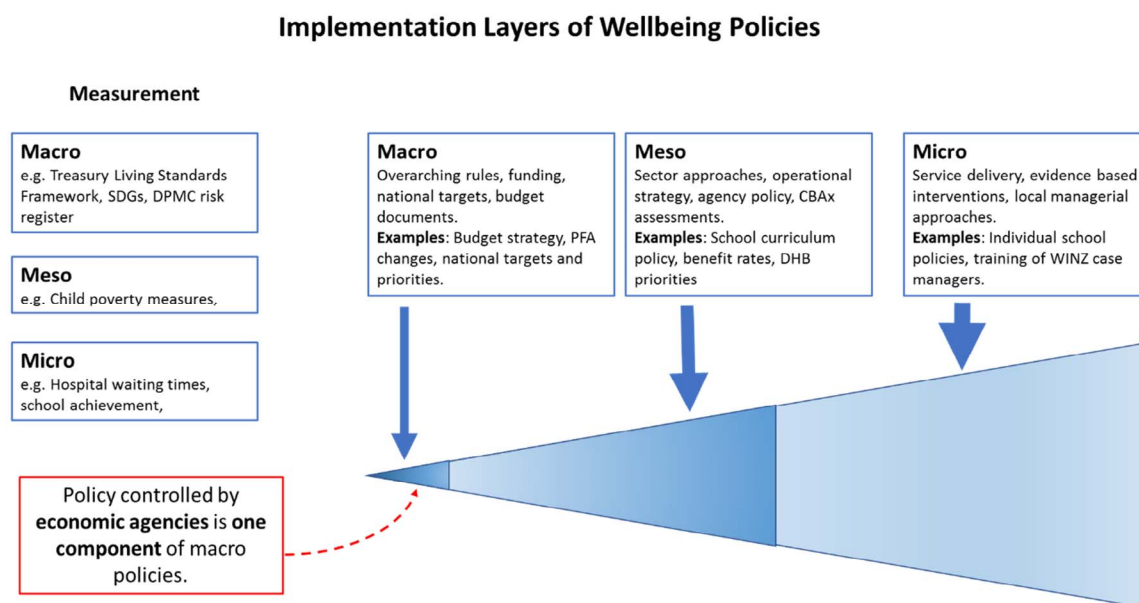 Implementation Layers of Wellbeing Policies
Measurement
Macro
e.g. Treasury Living Standards
Framework, SDGs, DPMC risk
register
Meso
e.g. Child poverty measures,
Micro
e.g. Hospital waiting times,
school achievement,
Macro
Overarching rules, funding,
national targets, budget
documents.
Examples: Budget strategy, PFA
changes, national targets and
priorities.
Meso
Sector approaches, operational
strategy, agency policy, CBAx
assessments.
Examples: School curriculum
policy, benefit rates, DHB
priorities
Micro
Service delivery, evidence based
interventions, local managerial
approaches.
Examples: Individual school
policies, training of WINZ case
managers.
Policy controlled by
economic agencies is one
component of macro
policies.